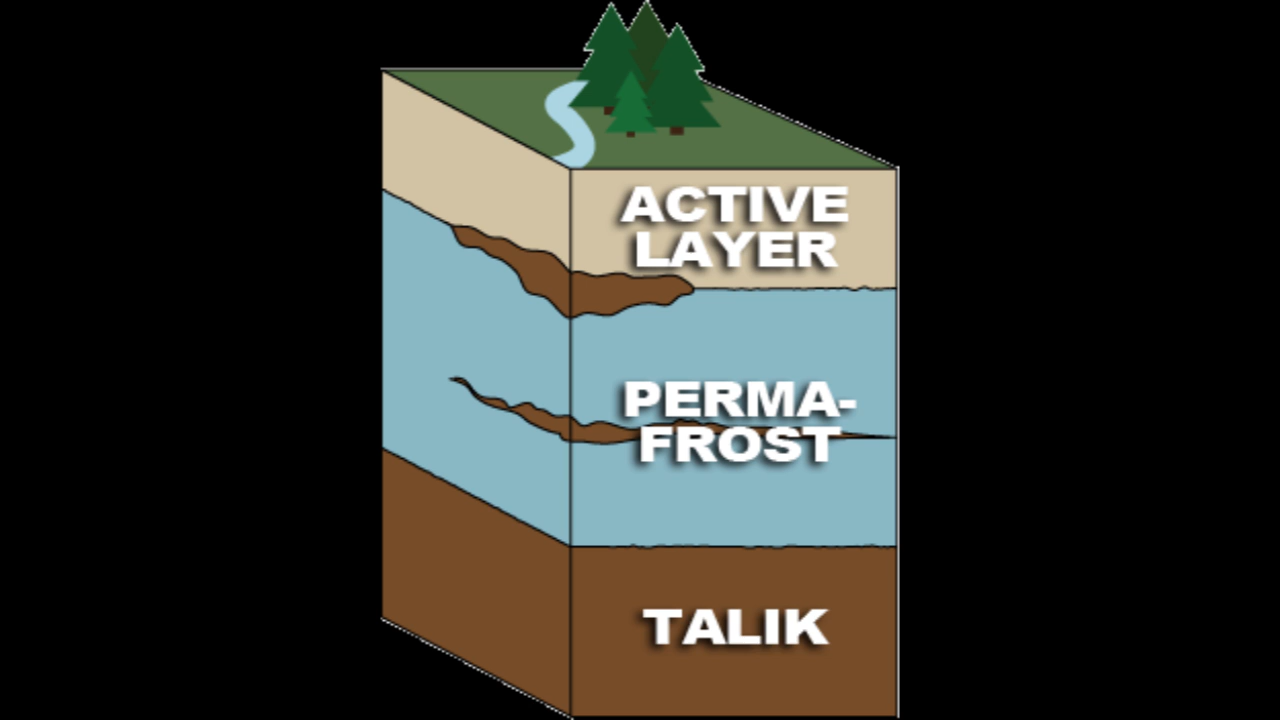 ACTIVE
LAYER
PERMA-
FROST
TALIK